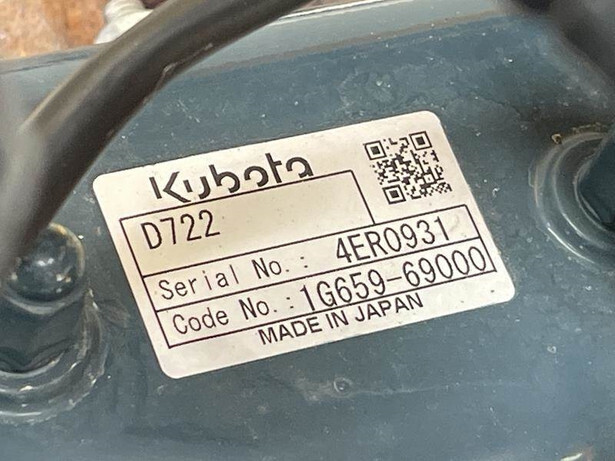 Kubota
D722
Serial No.: 4ER0931
Code No.: 1G659-69000
MADE IN JAPAN